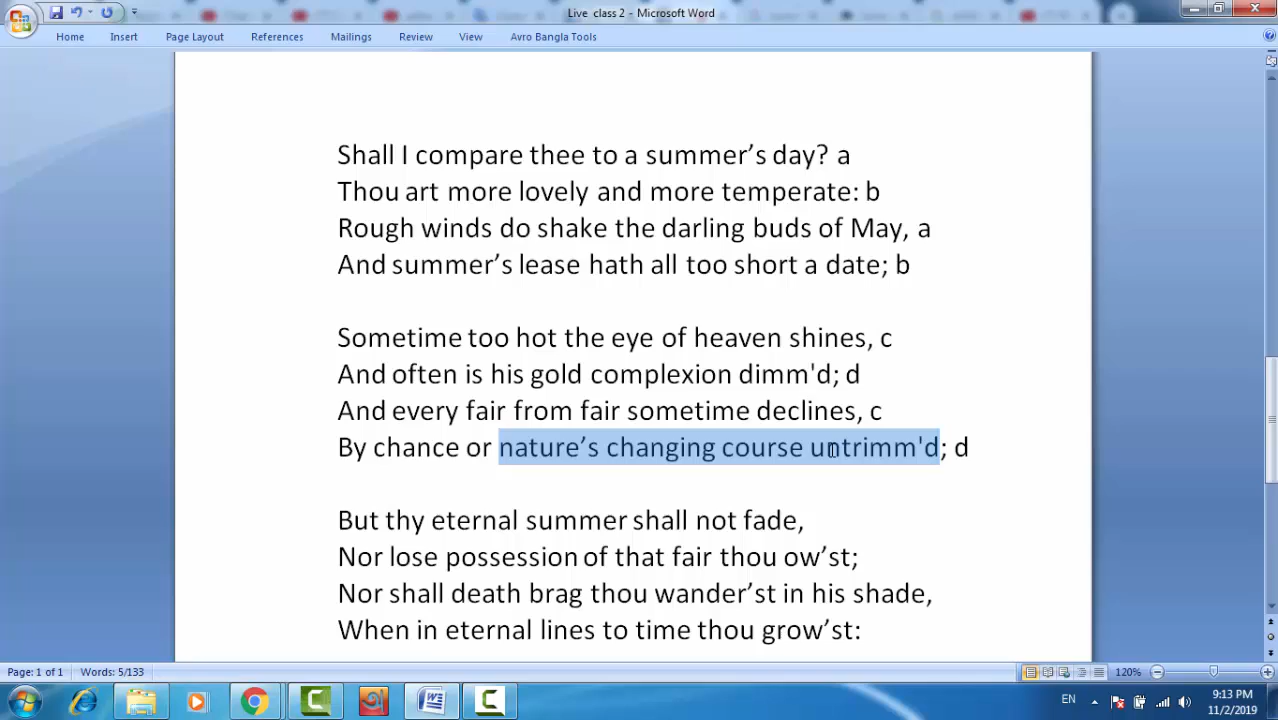 Live class 2 - Microsoft Word
Home Insert Page Layout References Mailings Review View Avro Bangla Tools
Shall I compare thee to a summer’s day? a
Thou art more lovely and more temperate: b
Rough winds do shake the darling buds of May, a
And summer’s lease hath all too short a date; b
Sometime too hot the eye of heaven shines, c
And often is his gold complexion dimm'd; d
And every fair from fair sometime declines, c
By chance or nature’s changing course untrimm'd; d
But thy eternal summer shall not fade,
Nor lose possession of that fair thou ow’st;
Nor shall death brag thou wander’st in his shade,
When in eternal lines to time thou grow’st:
Page: 1 of 1 Words: 5/133 120%
EN 9:13 PM
11/2/2019